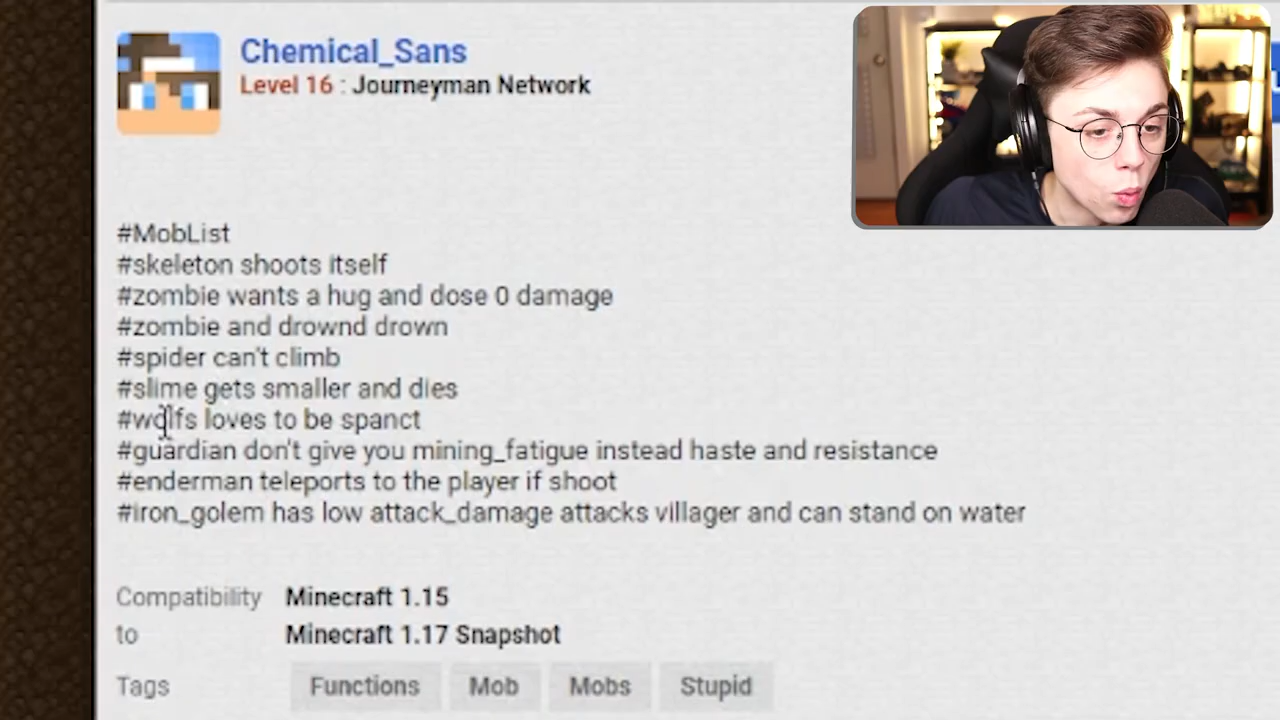 Chemical_Sans
Level 16 : Journeyman Network
#MobList
#skeleton shoots itself
#zombie wants a hug and dose 0 damage
#zombie and drownd drown
#spider can't climb
#slime gets smaller and dies
#wolfs loves to be spanct
#guardian don't give you mining_fatigue instead haste and resistance
#enderman teleports to the player if shoot
#iron_golem has low attack_damage attacks villager and can stand on water
Compatibility Minecraft 1.15
to Minecraft 1.17 Snapshot
Tags Functions Mob Mobs Stupid